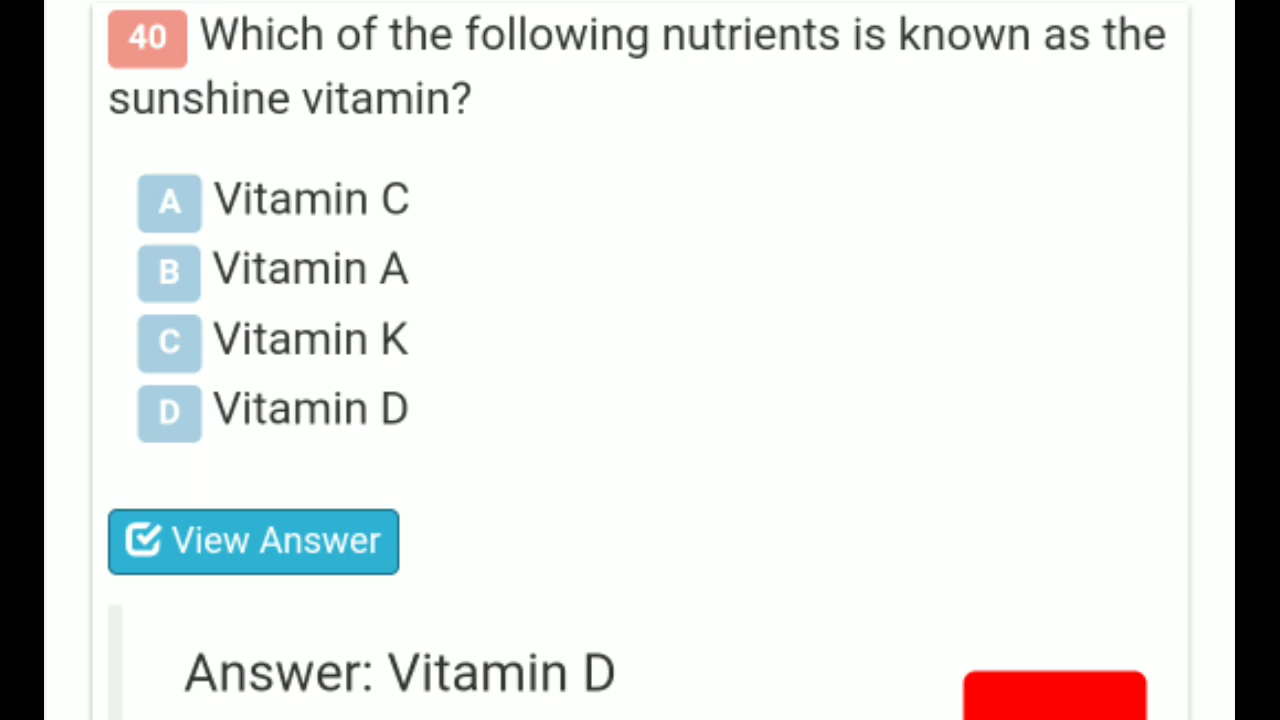 40 Which of the following nutrients is known as the
sunshine vitamin?
A Vitamin C
B Vitamin A
C Vitamin K
D Vitamin D
View Answer
Answer: Vitamin D